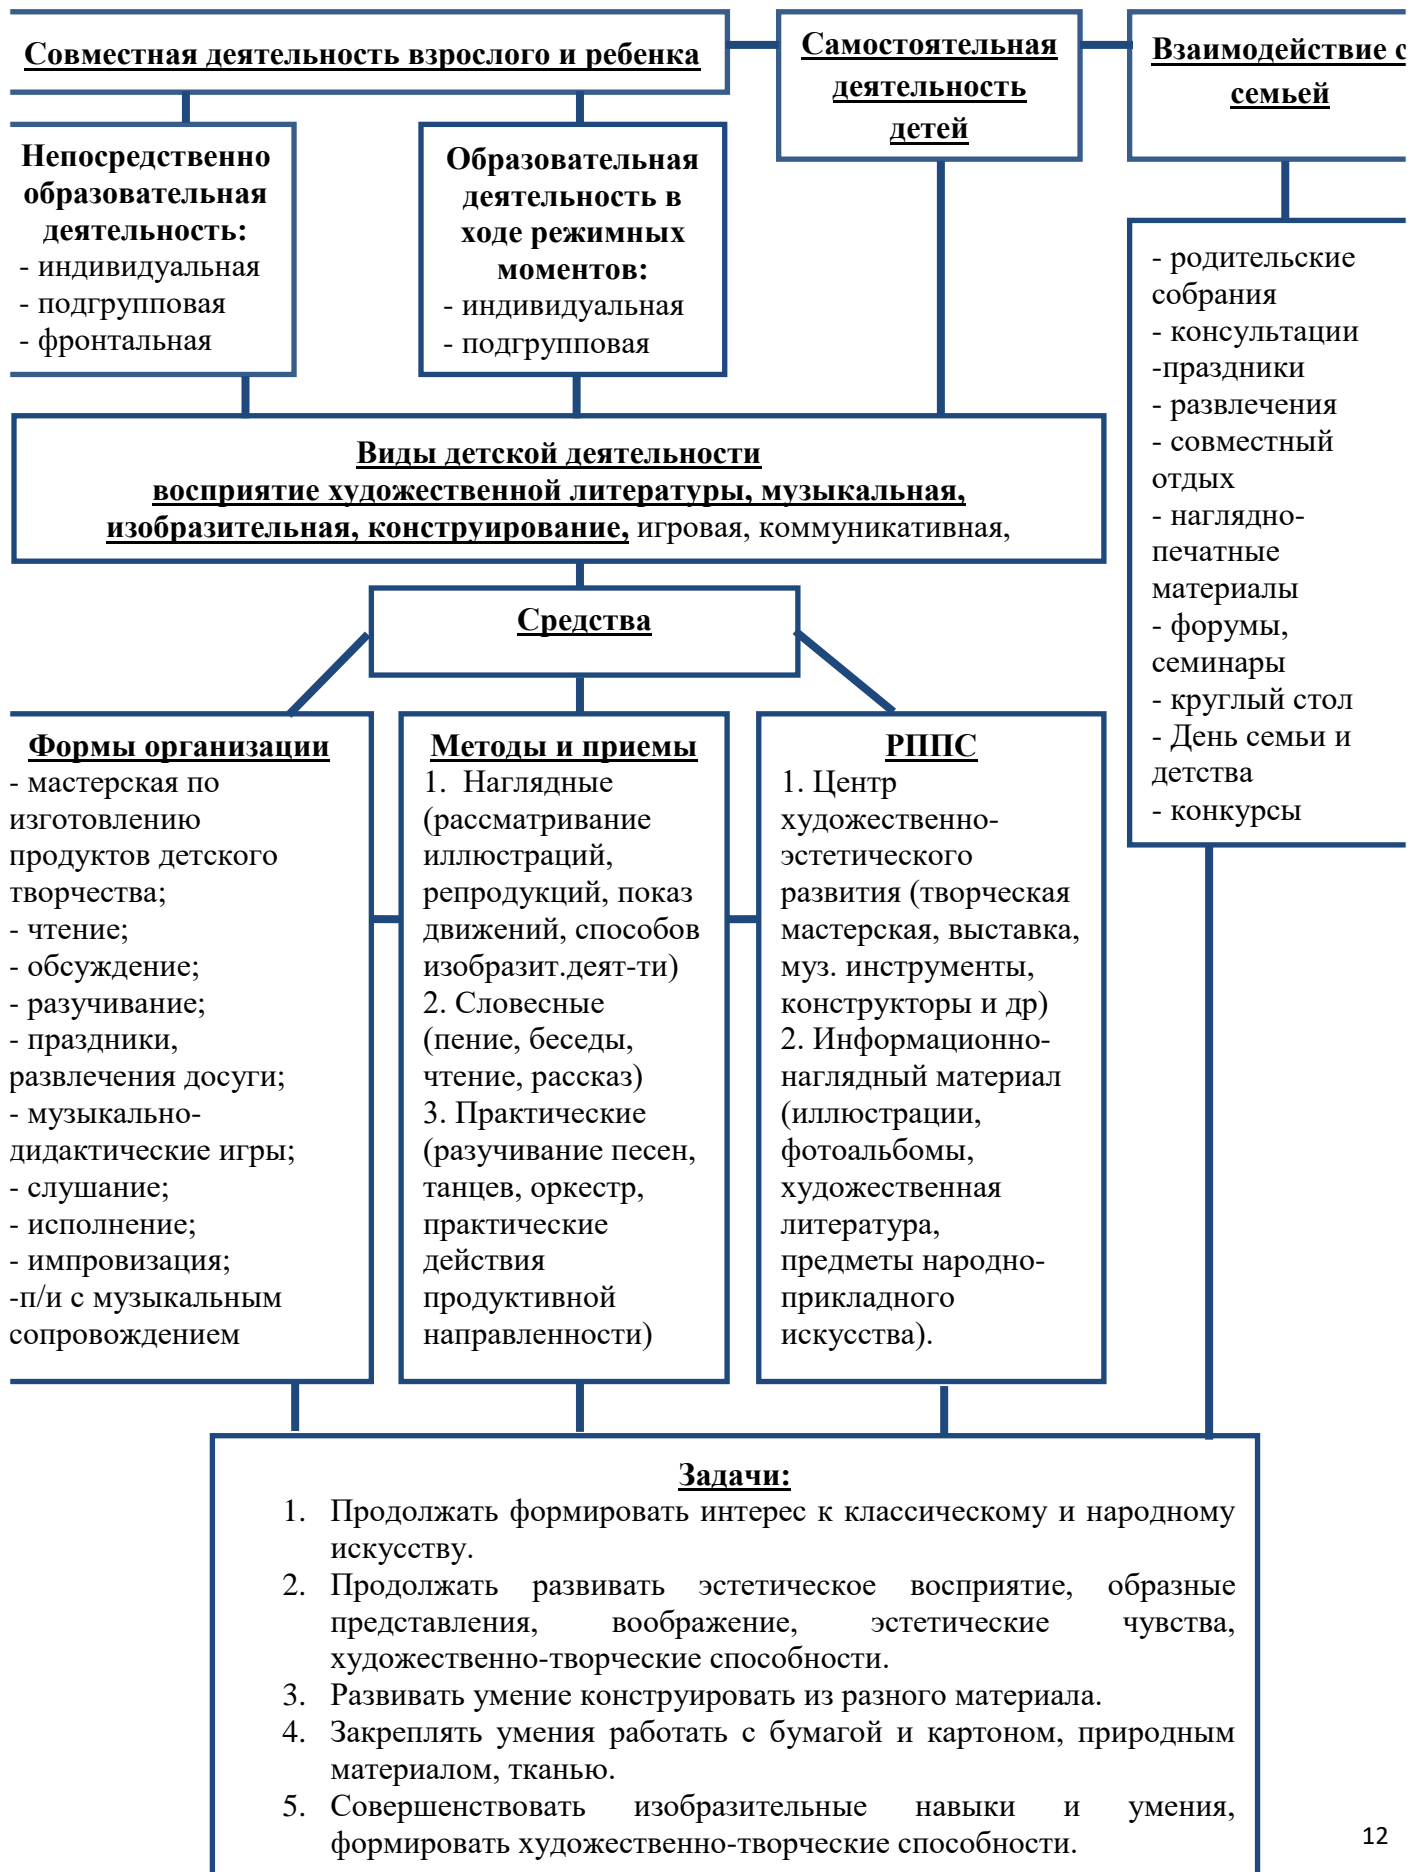 Совместная деятельность взрослого и ребенка
Самостоятельная
деятельность
детей
Взаимодействие с
семьей
Непосредственно
образовательная
деятельность:
- индивидуальная
- подгрупповая
- фронтальная
Образовательная
деятельность в
ходе режимных
моментов:
- индивидуальная
- подгрупповая
- родительские
собрания
- консультации
-праздники
- развлечения
- совместный
отдых
- наглядно-
печатные
материалы
- форумы,
семинары
- круглый стол
- День семьи и
детства
- конкурсы
Виды детской деятельности
восприятие художественной литературы, музыкальная,
изобразительная, конструирование, игровая, коммуникативная,
Средства
Формы организации
- мастерская по
изготовлению
продуктов детского
творчества;
- чтение;
- обсуждение;
- разучивание;
- праздники,
развлечения досуги;
- музыкально-
дидактические игры;
- слушание;
- исполнение;
- импровизация;
-п/и с музыкальным
сопровождением
Методы и приемы
1. Наглядные
(рассматривание
иллюстраций,
репродукций, показ
движений, способов
изобразит.деят-ти)
2. Словесные
(пение, беседы,
чтение, рассказ)
3. Практические
(разучивание песен,
танцев, оркестр,
практические
действия
продуктивной
направленности)
РППС
1. Центр
художественно-
эстетического
развития (творческая
мастерская, выставка,
муз. инструменты,
конструкторы и др)
2. Информационно-
наглядный материал
(иллюстрации,
фотоальбомы,
художественная
литература,
предметы народно-
прикладного
искусства).
Задачи:
1. Продолжать формировать интерес к классическому и народному
искусству.
2. Продолжать развивать эстетическое восприятие, образные
представления, воображение, эстетические чувства,
художественно-творческие способности.
3. Развивать умение конструировать из разного материала.
4. Закреплять умения работать с бумагой и картоном, природным
материалом, тканью.
5. Совершенствовать изобразительные навыки и умения,
формировать художественно-творческие способности.
12